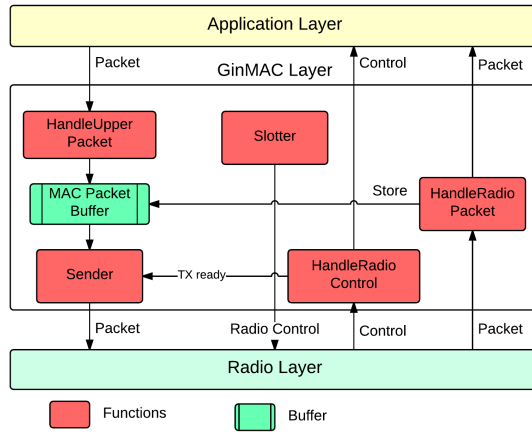 Application Layer
Packet
Control
Packet
GinMAC Layer
HandleUpper
Packet
Slotter
MAC Packet
Buffer
Store
HandleRadio
Packet
Sender
TX ready
HandleRadio
Control
Packet
Radio Control
Control
Packet
Radio Layer
Functions
Buffer